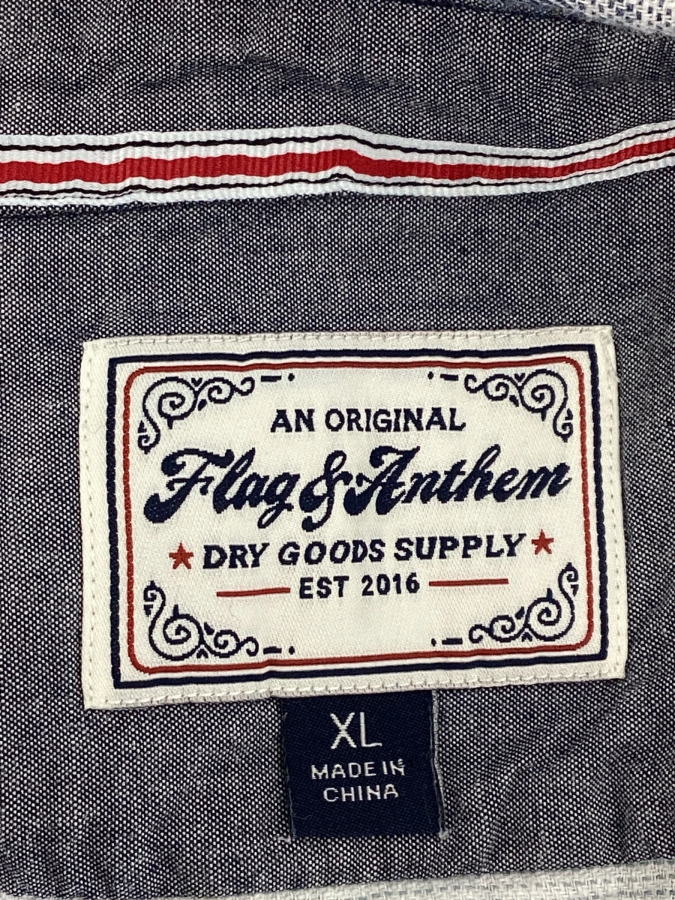 AN ORIGINAL
Flag & Anthem
DRY GOODS SUPPLY
EST 2016
XL
MADE IN
CHINA